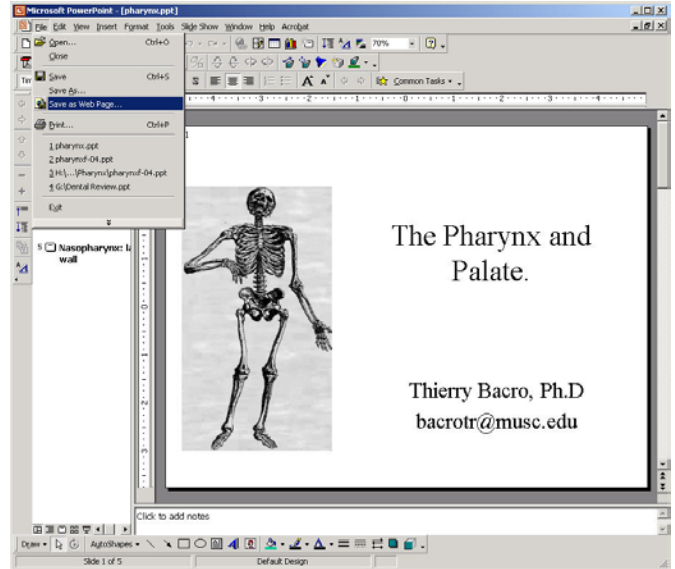 Microsoft PowerPoint - [pharynx.ppt]
File Edit View Insert Format Tools Slide Show Window Help Acrobat
Open... Ctrl+O
70%
Close
Save Ctrl+S
Common Tasks
Save As...
Save as Web Page...
Print... Ctrl+P
1 pharynx.ppt
2 pharynxf-04.ppt
3 H:\...\Pharynx\pharynxf-04.ppt
4 G:\Dental Review.ppt
Exit
5 Nasopharynx: la
wall
The Pharynx and
Palate.
Thierry Bacro, Ph.D
bacrotr@musc.edu
Click to add notes
Draw AutoShapes
Slide 1 of 5 Default Design